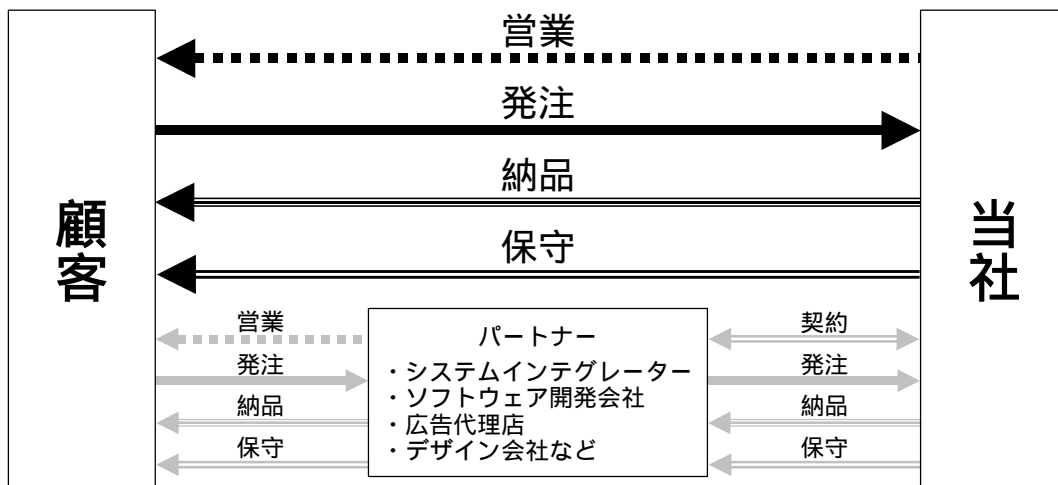 営業
発注
納品
保守
顧客
当社
営業
発注
納品
保守
パートナー
・システムインテグレーター
・ソフトウェア開発会社
・広告代理店
・デザイン会社など
契約
発注
納品
保守